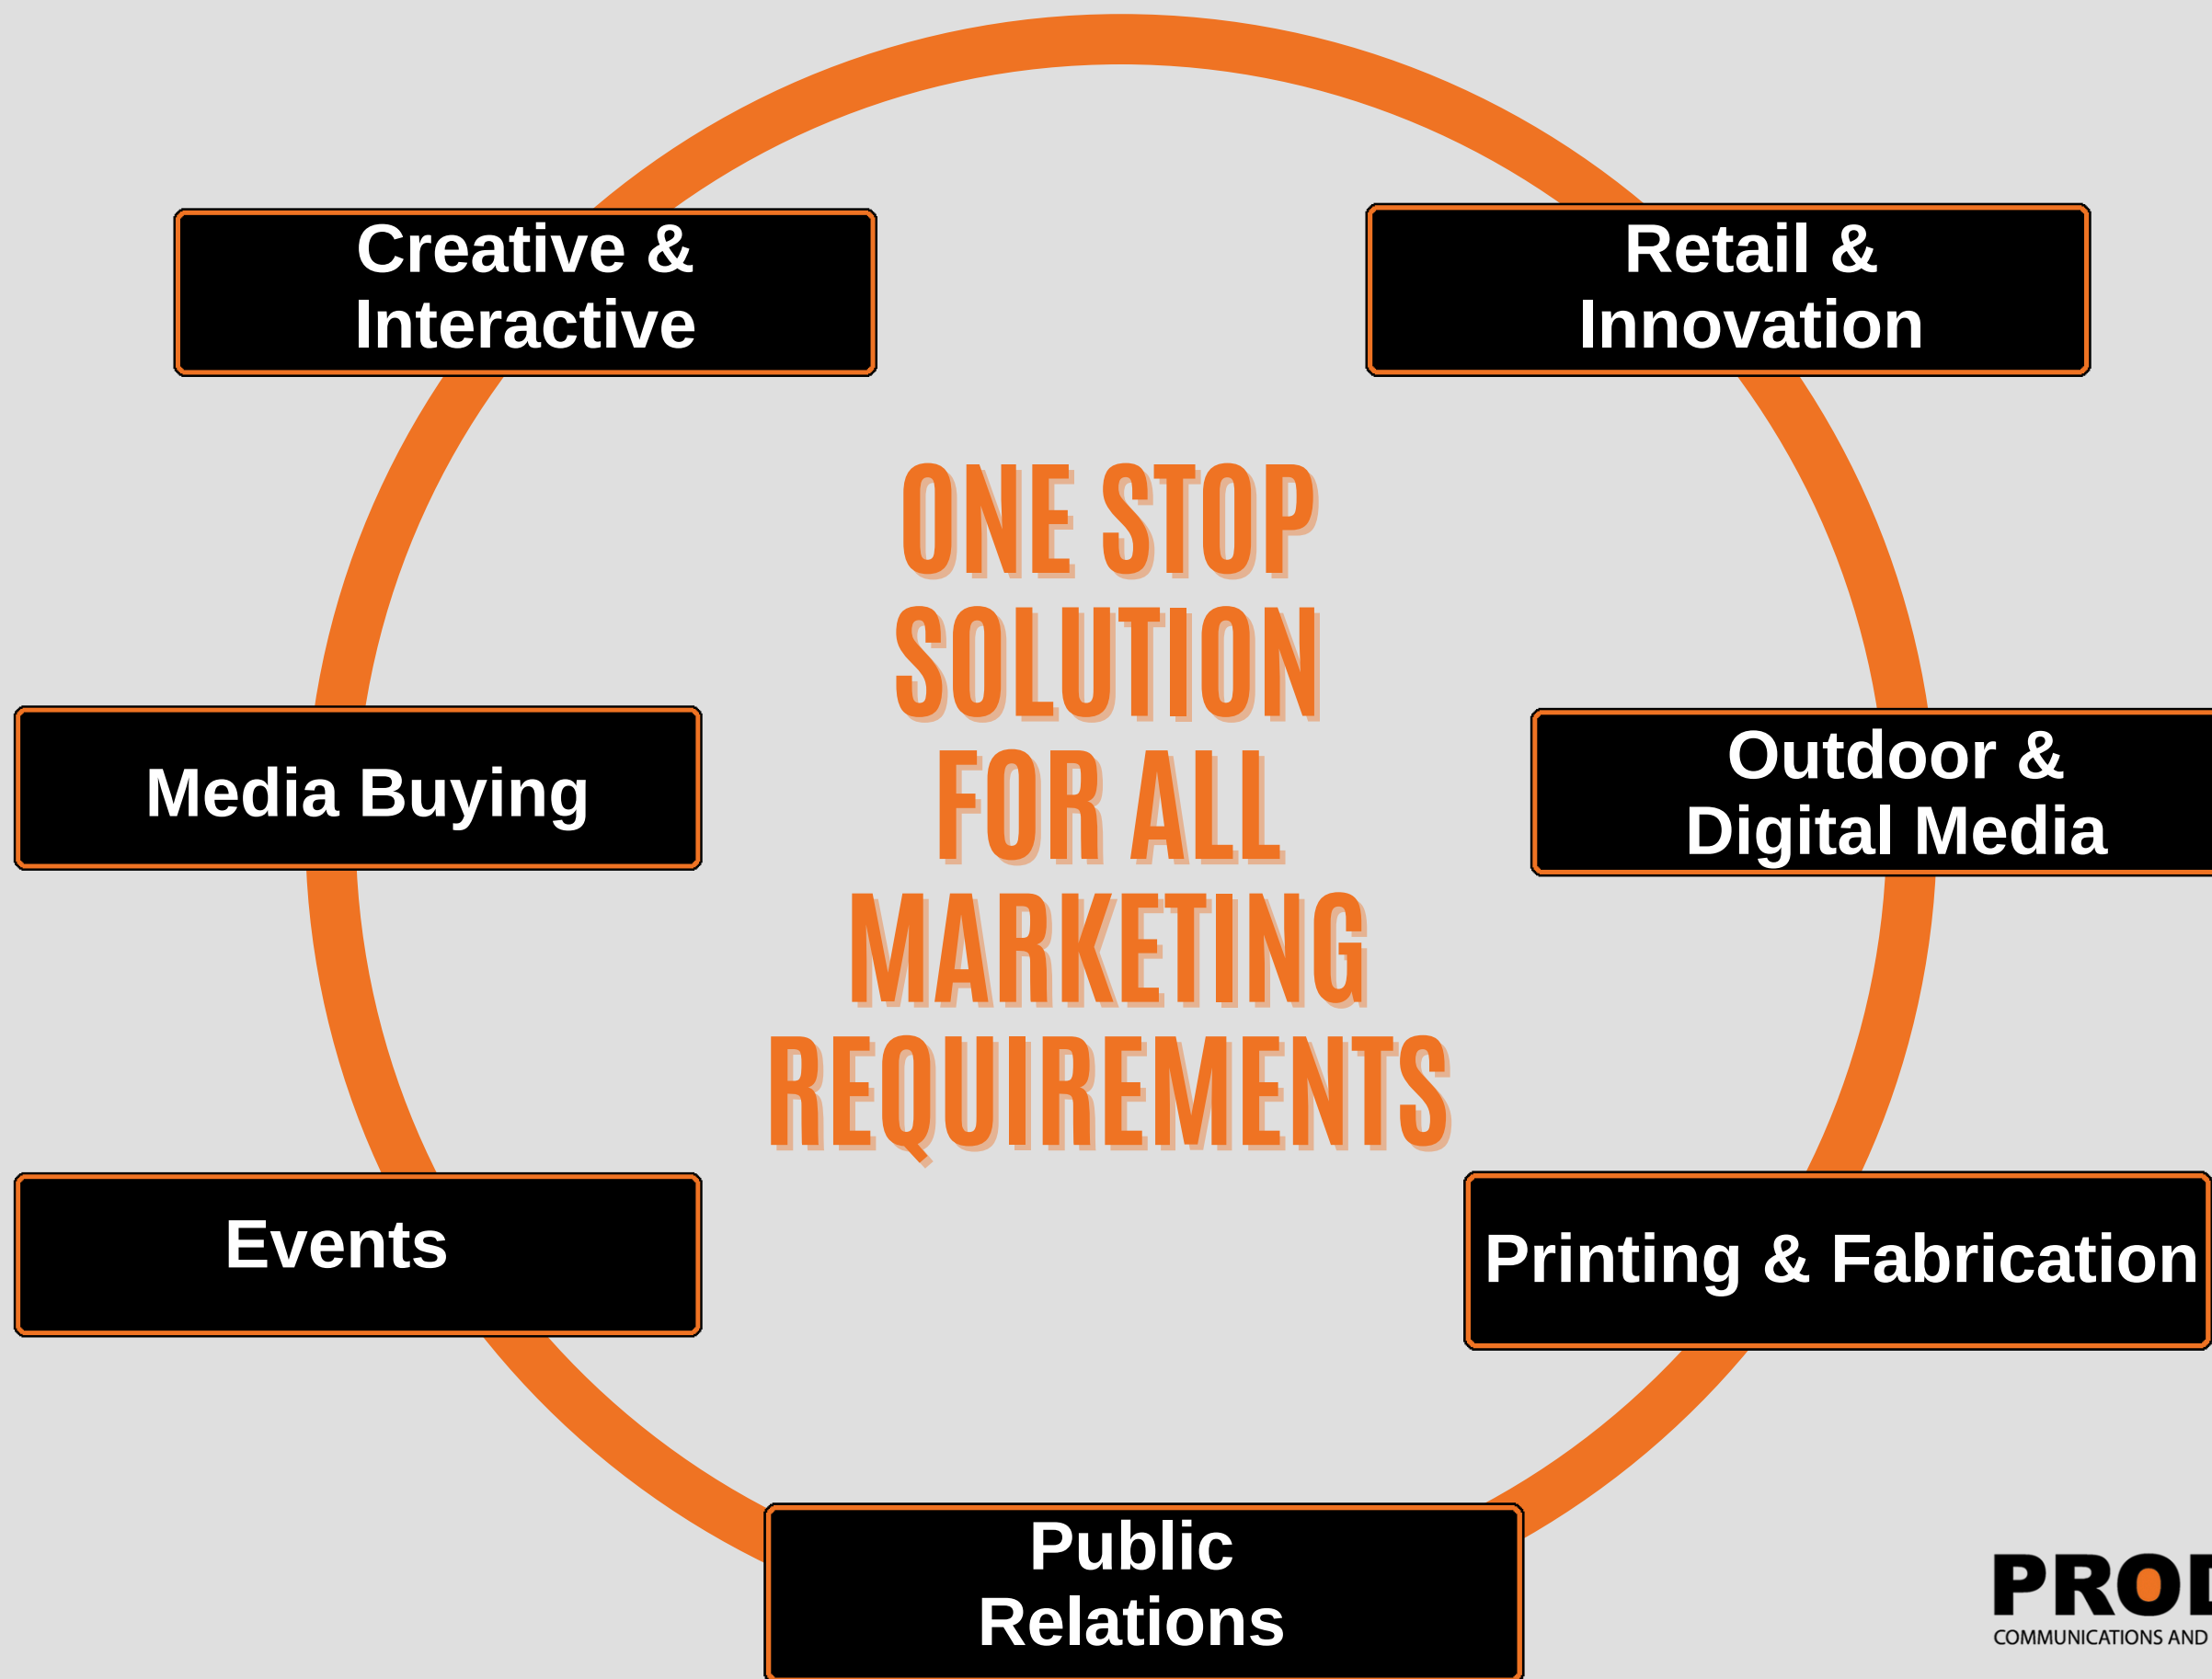 Creative &
Interactive
Retail &
Innovation
ONE STOP
SOLUTION
FOR ALL
MARKETING
REQUIREMENTS
Media Buying
Outdoor &
Digital Media
Events
Printing & Fabrication
Public
Relations
COMMUNICATIONS AND